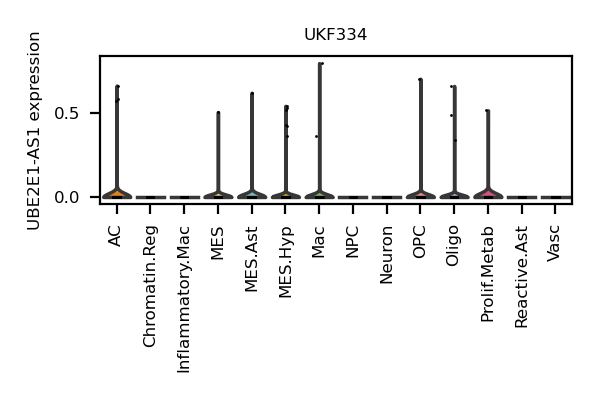 UKF334
UBE2E1-AS1 expression
0.5
0.0
AC
Chromatin.Reg
Inflammatory.Mac
MES
MES.Ast
MES.Hyp
Mac
NPC
Neuron
OPC
Oligo
Prolif.Metab
Reactive.Ast
Vasc